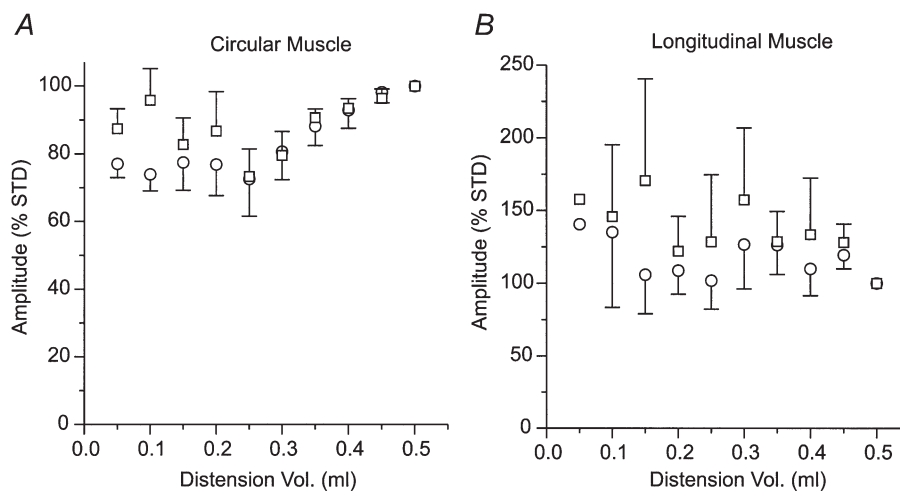 A
Circular Muscle
Amplitude (% STD)
100
80
60
40
20
0
0.0 0.1 0.2 0.3 0.4 0.5
Distension Vol. (ml)
B
Longitudinal Muscle
Amplitude (% STD)
250
200
150
100
50
0
0.0 0.1 0.2 0.3 0.4 0.5
Distension Vol. (ml)